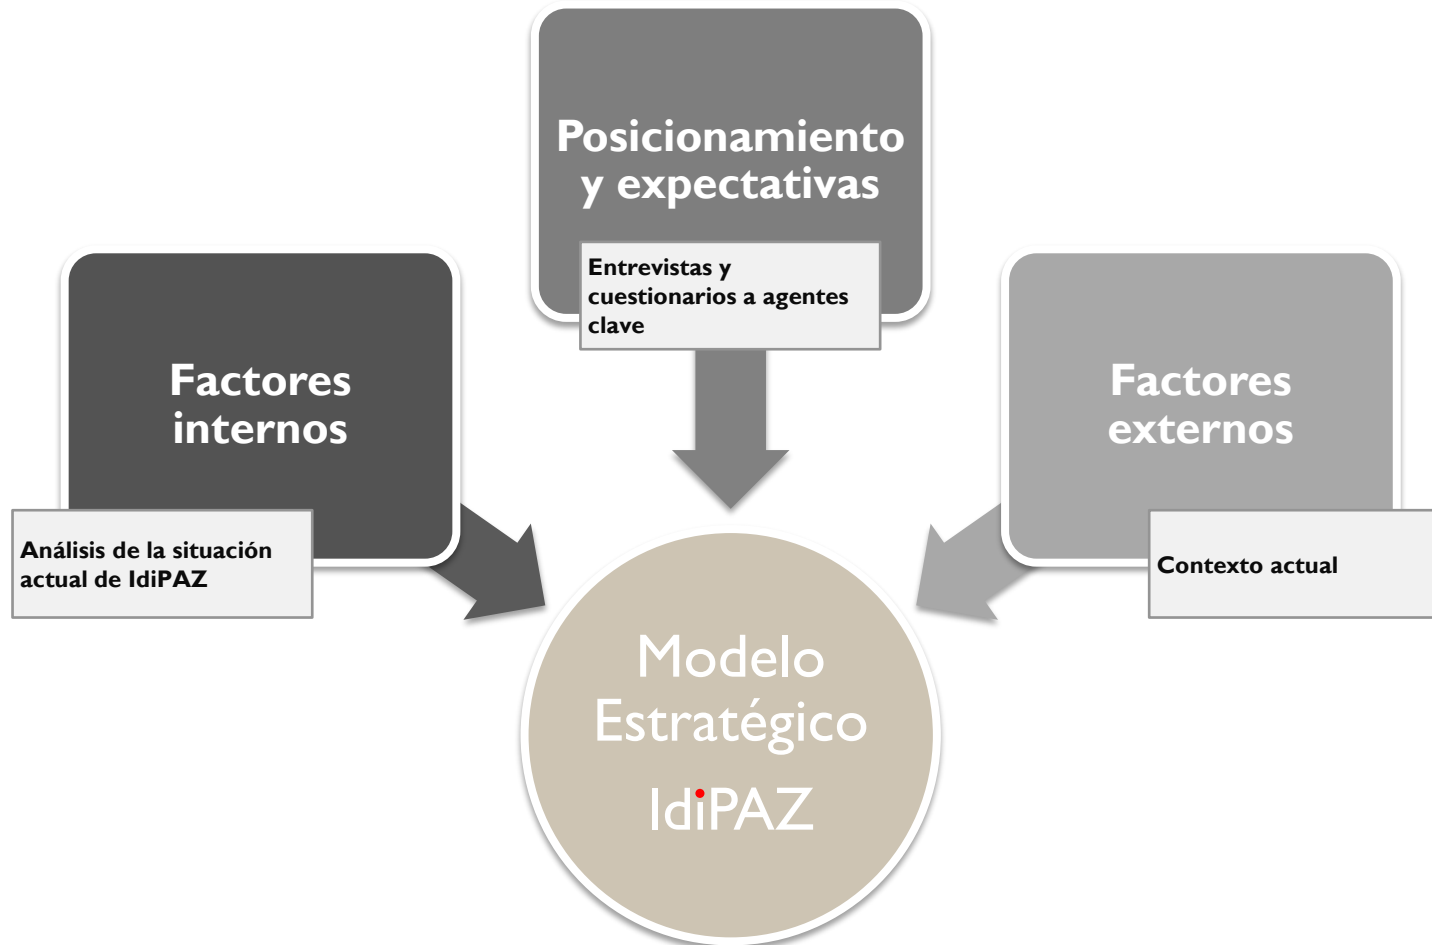 Posicionamiento
y expectativas
Entrevistas y
cuestionarios a agentes
clave
Factores
internos
Análisis de la situación
actual de IdiPAZ
Factores
externos
Contexto actual
Modelo
Estratégico
IdiPAZ